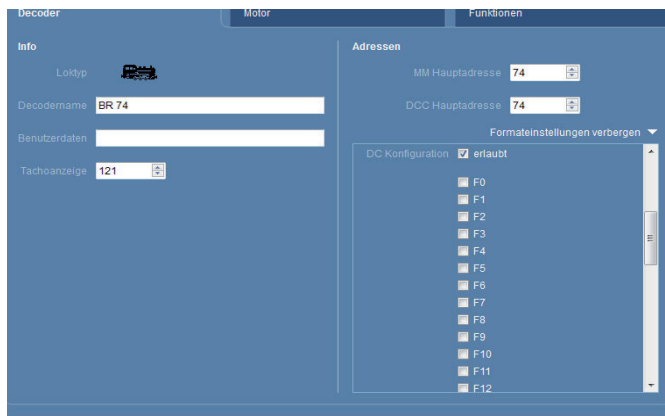 Decoder
Motor
Funktionen
Info
Loktyp
Decodername BR 74
Benutzerdaten
Tachoanzeige 121
Adressen
MM Hauptadresse 74
DCC Hauptadresse 74
Formateinstellungen verbergen
DC Konfiguration erlaubt
F0
F1
F2
F3
F4
F5
F6
F7
F8
F9
F10
F11
F12